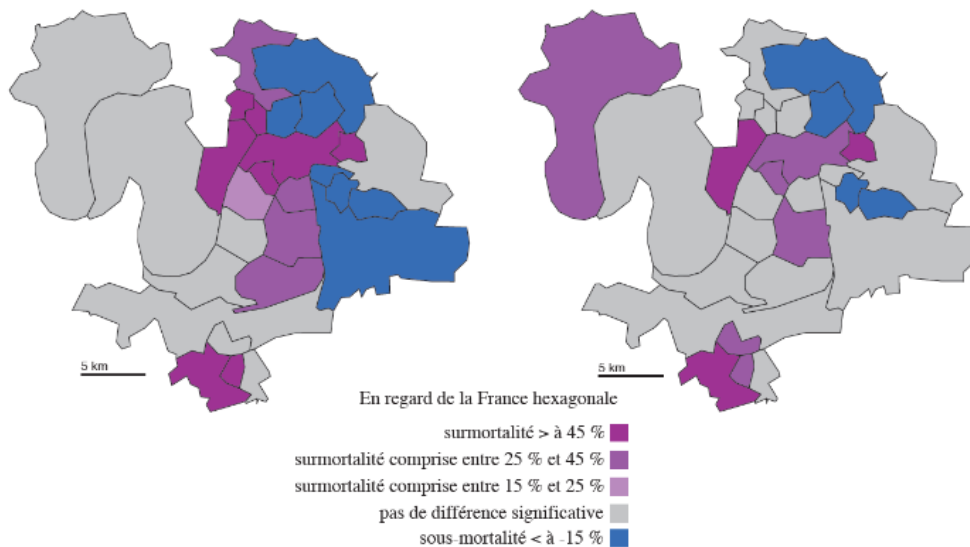 5 km
5 km
En regard de la France hexagonale
surmortalité > à 45 %
surmortalité comprise entre 25 % et 45 %
surmortalité comprise entre 15 % et 25 %
pas de différence significative
sous-mortalité < à -15 %